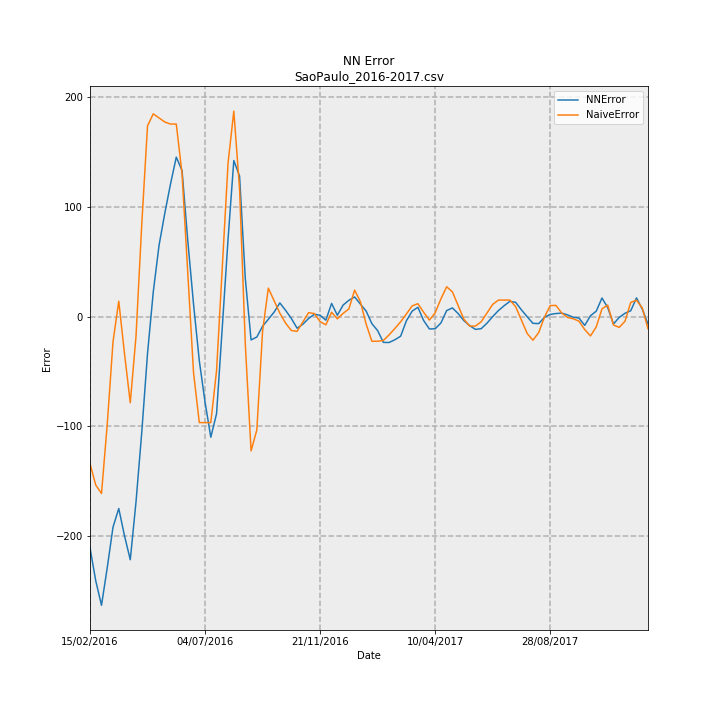 NN Error
SaoPaulo_2016-2017.csv
NNError
NaiveError
200
100
0
−100
−200
Error
15/02/2016
04/07/2016
21/11/2016
10/04/2017
28/08/2017
Date